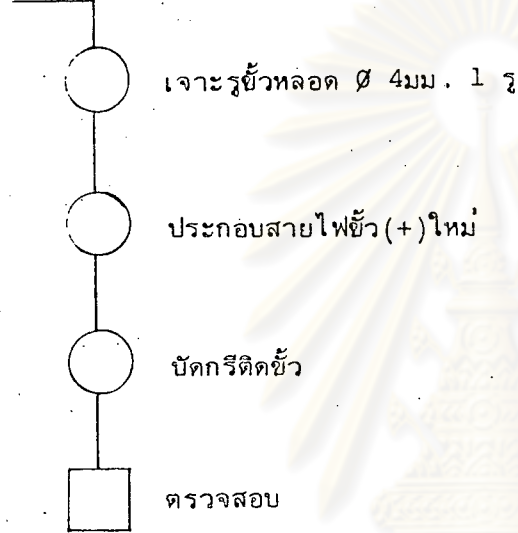 เจาะรูขั้วหลอด Ø 4มม. 1 รู
ประกอบสายไฟขั้ว(+)ใหม่
บัดกรีติดขั้ว
ตรวจสอบ